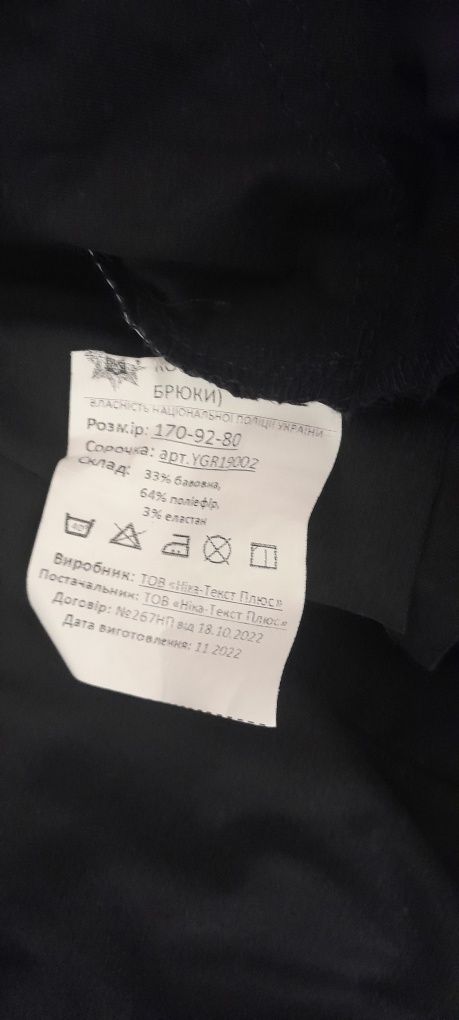 БРЮКИ)
ВЛАСНІСТЬ НАЦІОНАЛЬНОЇ ПОЛІЦІЇ УКРАЇНИ
Розмір: 170-92-80
Сорочка: арт.YGR19002
Склад: 33% бавовна,
64% поліефір,
3% еластан
40°
Виробник: ТОВ «Ніка-Текст Плюс»
Постачальник: ТОВ «Ніка-Текст Плюс»
Договір: №267НП від 18.10.2022
Дата виготовлення: 11.2022